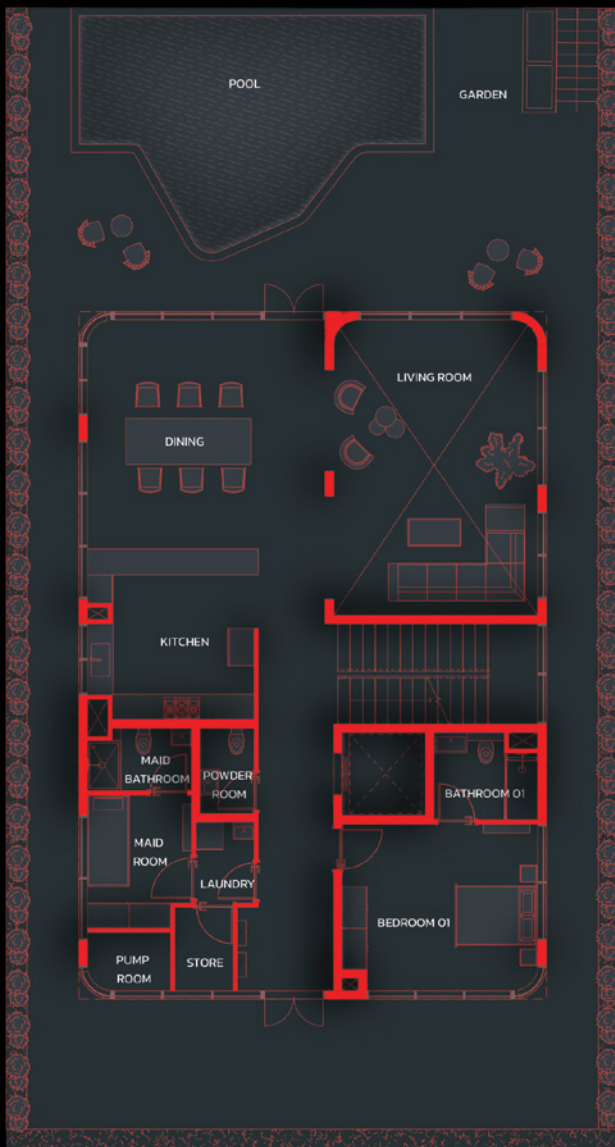 POOL
GARDEN
LIVING ROOM
DINING
KITCHEN
MAID
BATHROOM
POWDER
ROOM
BATHROOM 01
MAID
ROOM
LAUNDRY
BEDROOM 01
PUMP
ROOM
STORE